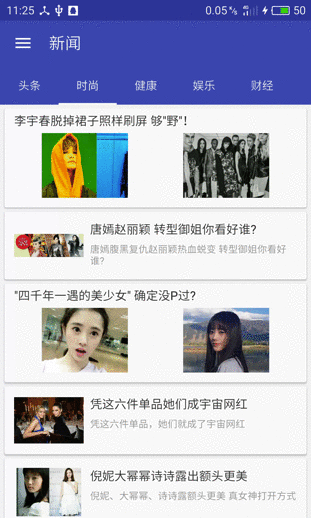 11:25
0.05%
4G
50
新闻
头条
时尚
健康
娱乐
财经
李宇春脱掉裙子照样刷屏 够"野"!
唐嫣赵丽颖 转型御姐你看好谁?
唐嫣腹黑复仇赵丽颖热血蜕变 转型御姐你看好
谁?
"四千年一遇的美少女" 确定没P过?
凭这六件单品她们成宇宙网红
凭这六件单品，她们就成了宇宙网红
倪妮大幂幂诗诗露出额头更美
倪妮、大幂幂、诗诗露出额头更美 真女神打开方式